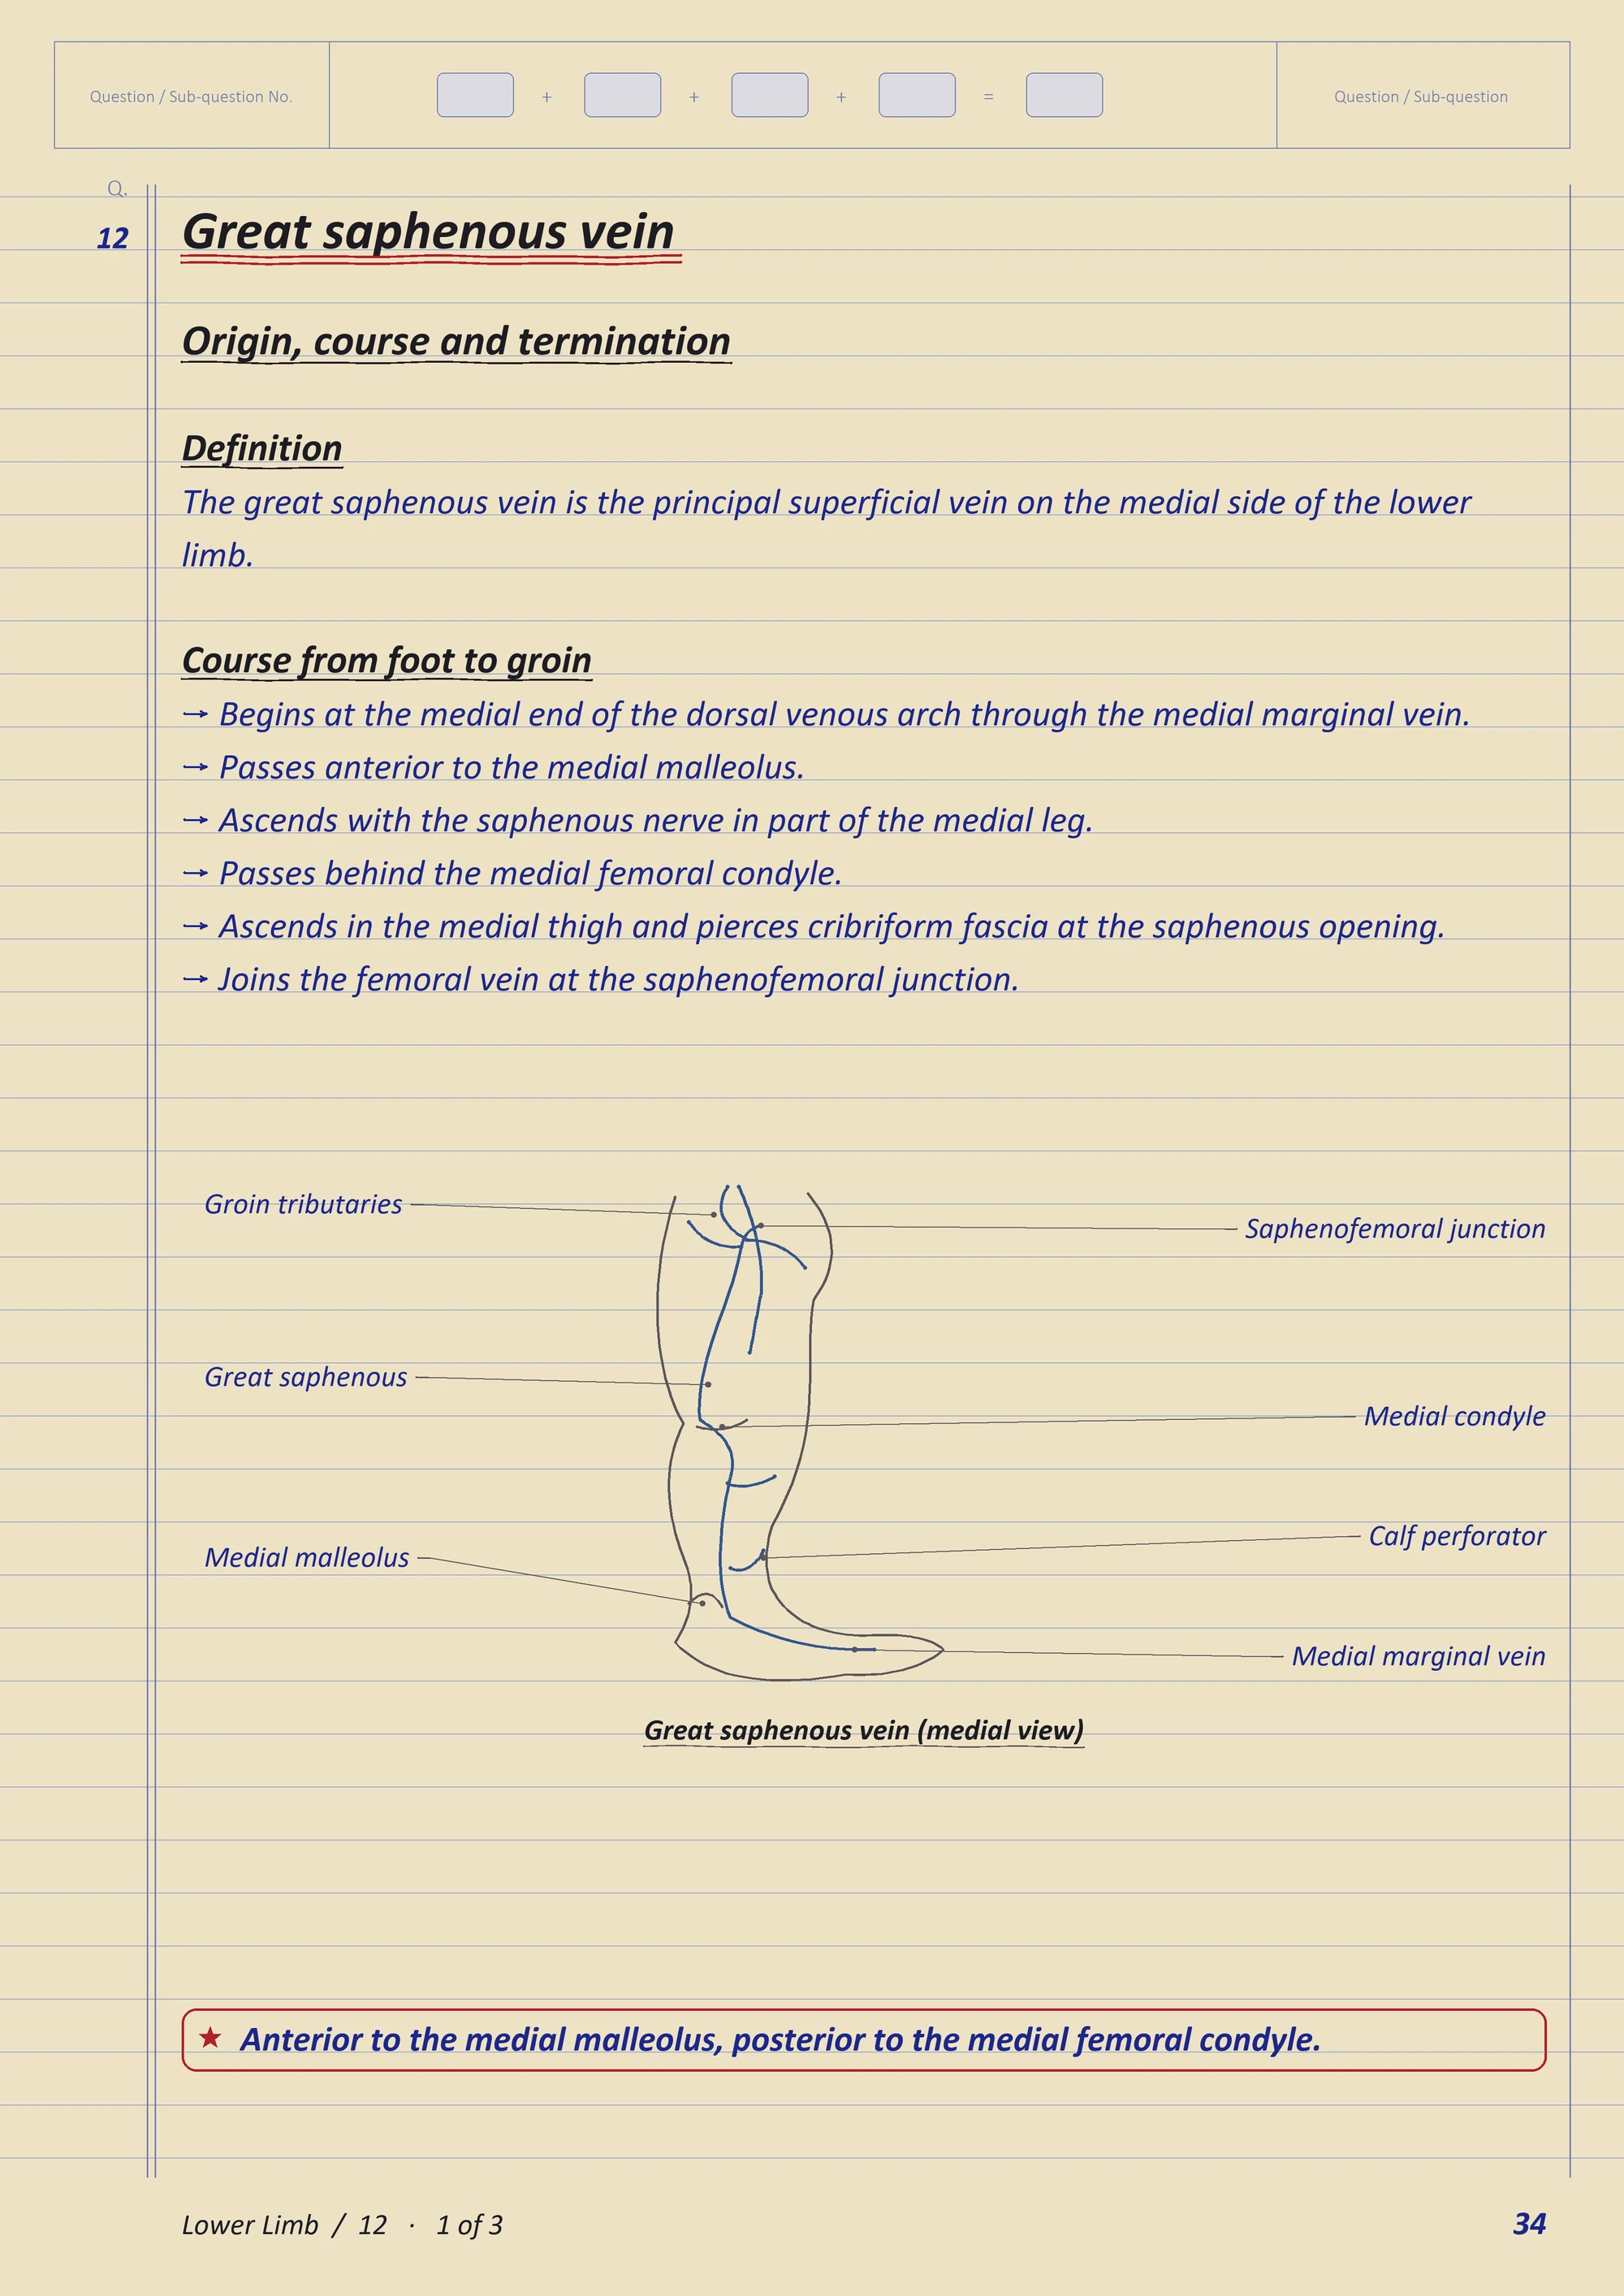 Question / Sub-question No.
+ + + =
Question / Sub-question
Q.
12
Great saphenous vein
Origin, course and termination
Definition
The great saphenous vein is the principal superficial vein on the medial side of the lower
limb.
Course from foot to groin
→ Begins at the medial end of the dorsal venous arch through the medial marginal vein.
→ Passes anterior to the medial malleolus.
→ Ascends with the saphenous nerve in part of the medial leg.
→ Passes behind the medial femoral condyle.
→ Ascends in the medial thigh and pierces cribriform fascia at the saphenous opening.
→ Joins the femoral vein at the saphenofemoral junction.
Groin tributaries
Saphenofemoral junction
Great saphenous
Medial condyle
Calf perforator
Medial malleolus
Medial marginal vein
Great saphenous vein (medial view)
★ Anterior to the medial malleolus, posterior to the medial femoral condyle.
Lower Limb / 12 · 1 of 3
34